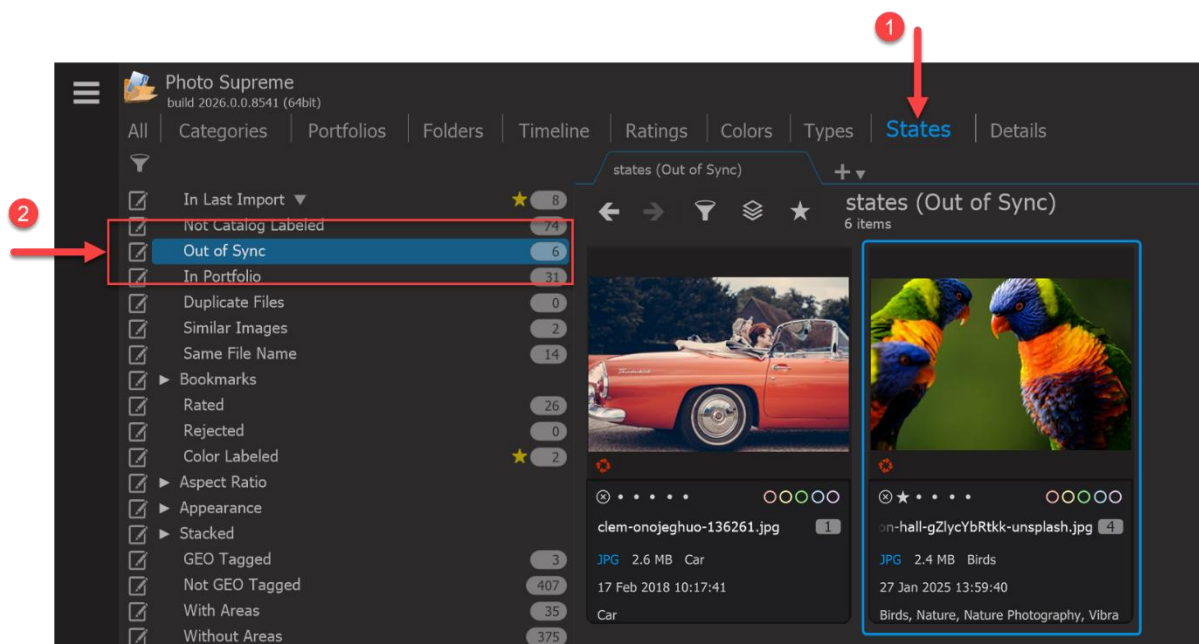 1
Photo Supreme
build 2026.0.0.8541 (64bit)
All Categories Portfolios Folders Timeline Ratings Colors Types States Details
states (Out of Sync)
states (Out of Sync)
6 items
2
In Last Import 8
Not Catalog Labeled 74
Out of Sync 6
In Portfolio 31
Duplicate Files 0
Similar Images 2
Same File Name 14
Bookmarks
Rated 26
Rejected 0
Color Labeled 2
Aspect Ratio
Appearance
Stacked
GEO Tagged 3
Not GEO Tagged 407
With Areas 35
Without Areas 375
clem-onojeghuo-136261.jpg 1
JPG 2.6 MB Car
17 Feb 2018 10:17:41
Car
on-hall-gZlycYbRtkk-unsplash.jpg 4
JPG 2.4 MB Birds
27 Jan 2025 13:59:40
Birds, Nature, Nature Photography, Vibra